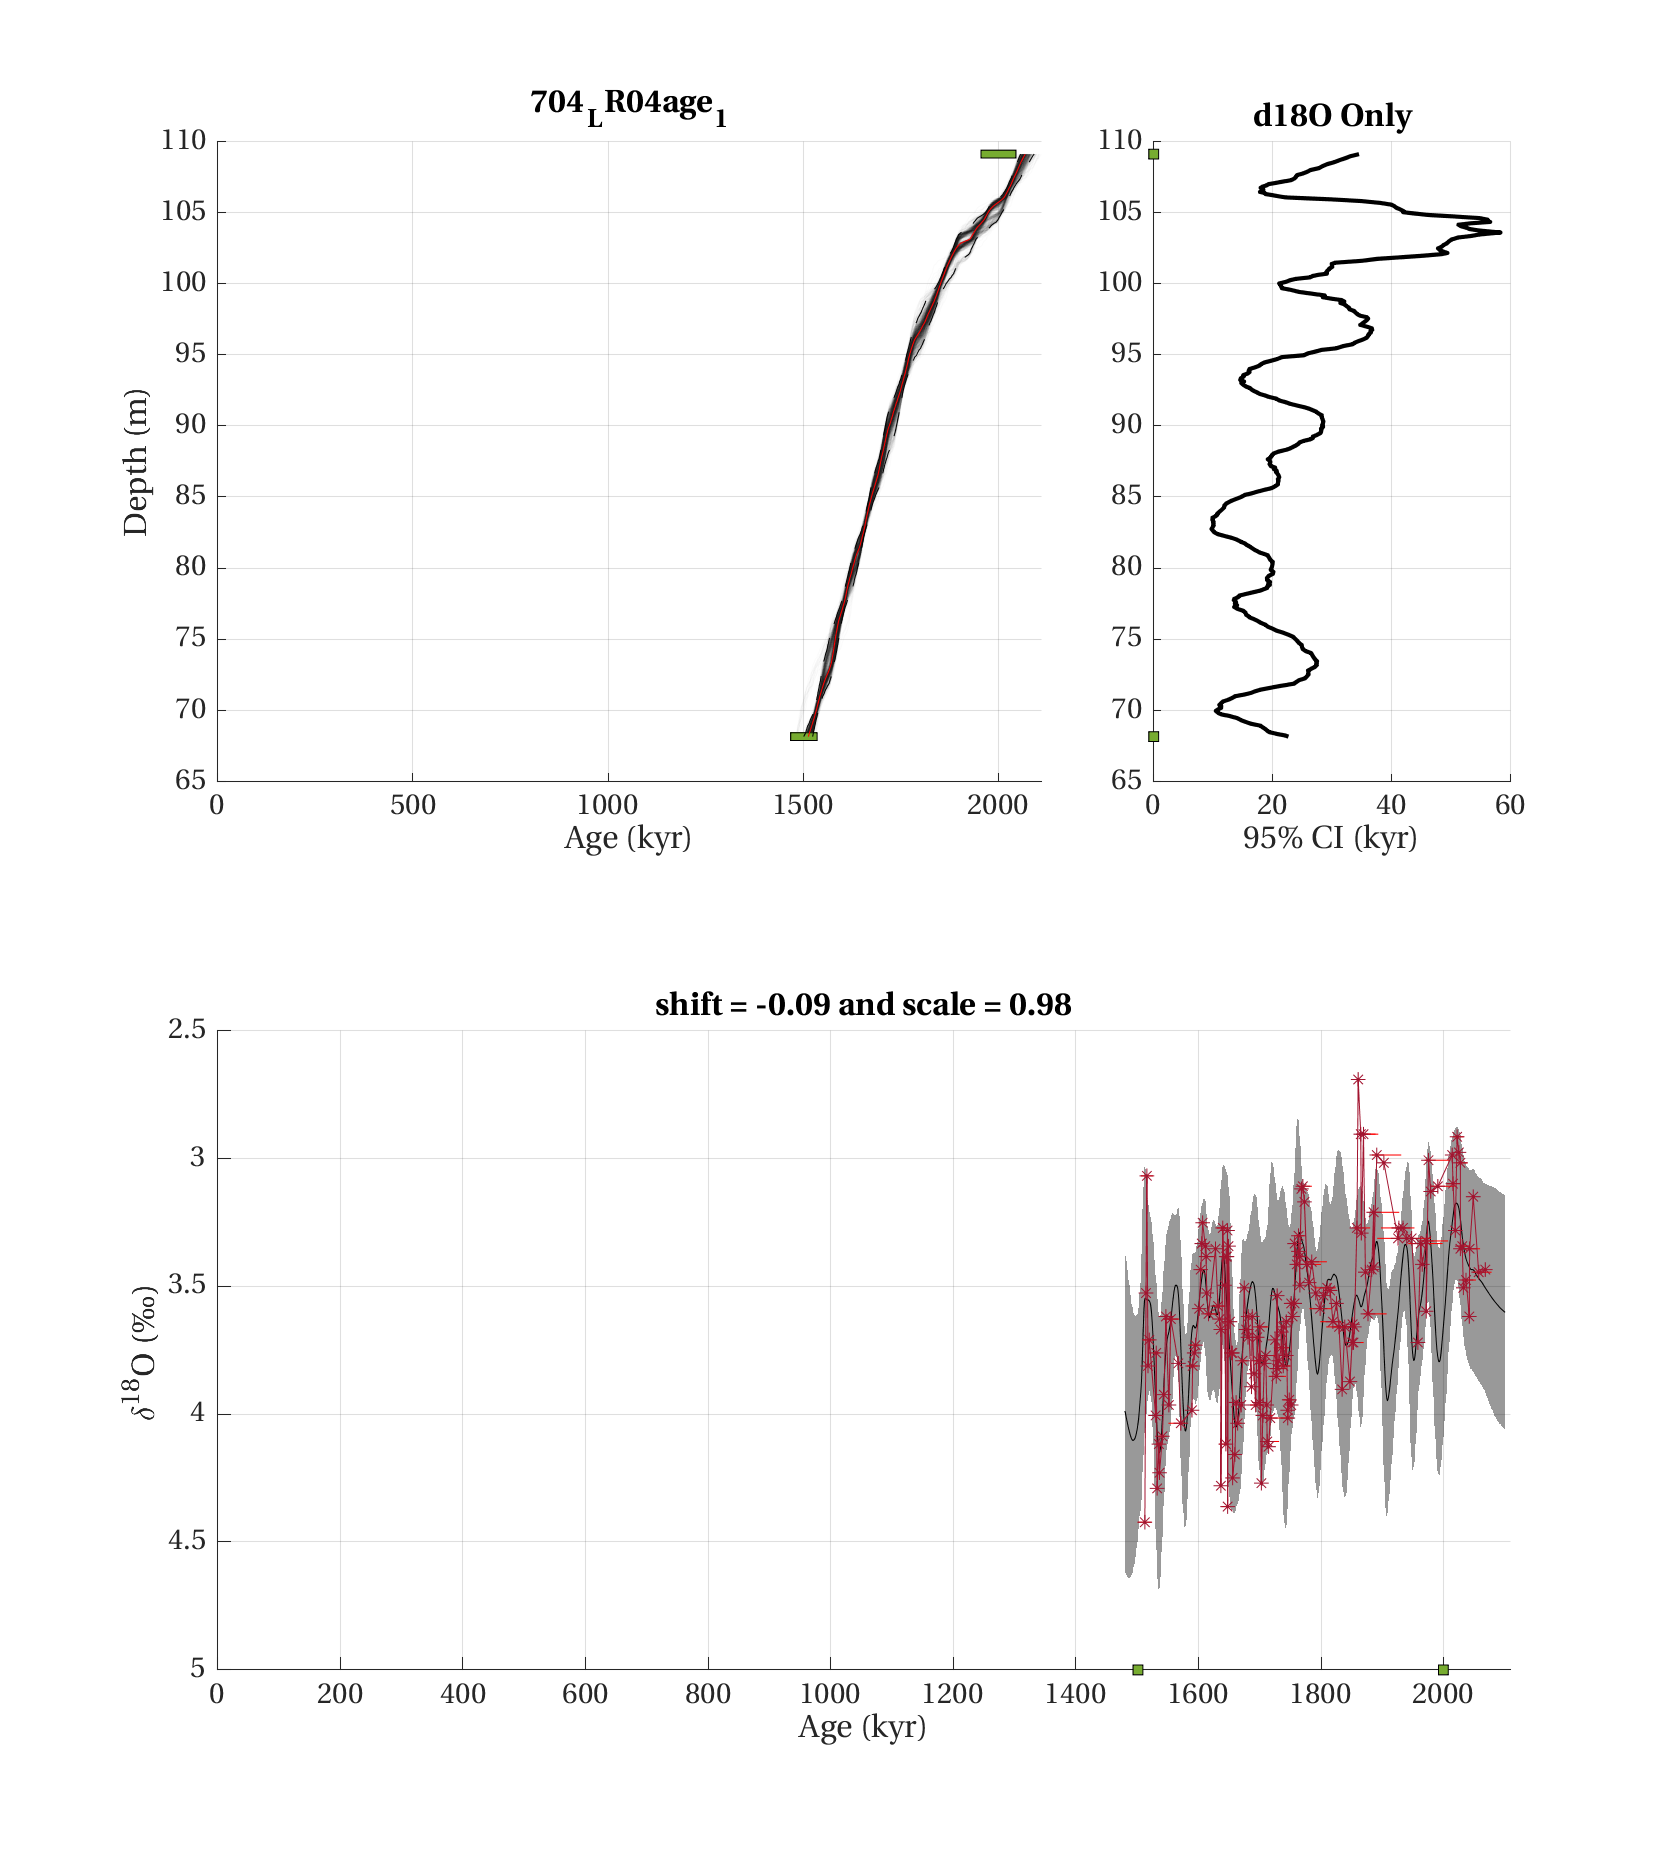 704_LR04age_1
110
105
100
95
90
85
80
75
70
65
Depth (m)
0 500 1000 1500 2000
Age (kyr)
d18O Only
110
105
100
95
90
85
80
75
70
65
0 20 40 60
95% CI (kyr)
shift = -0.09 and scale = 0.98
2.5
3
3.5
4
4.5
5
δ¹⁸O (‰)
0 200 400 600 800 1000 1200 1400 1600 1800 2000
Age (kyr)